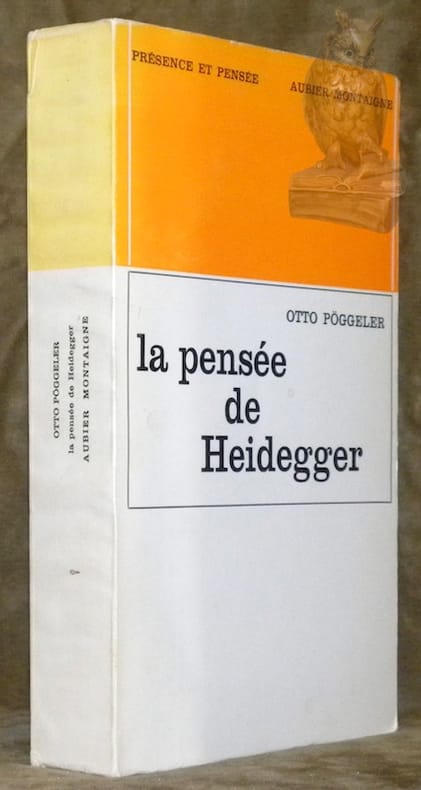 PRÉSENCE ET PENSÉE
AUBIER MONTAIGNE
OTTO PÖGGELER
la pensée
de
Heidegger
OTTO PÖGGELER
la pensée de Heidegger
AUBIER MONTAIGNE